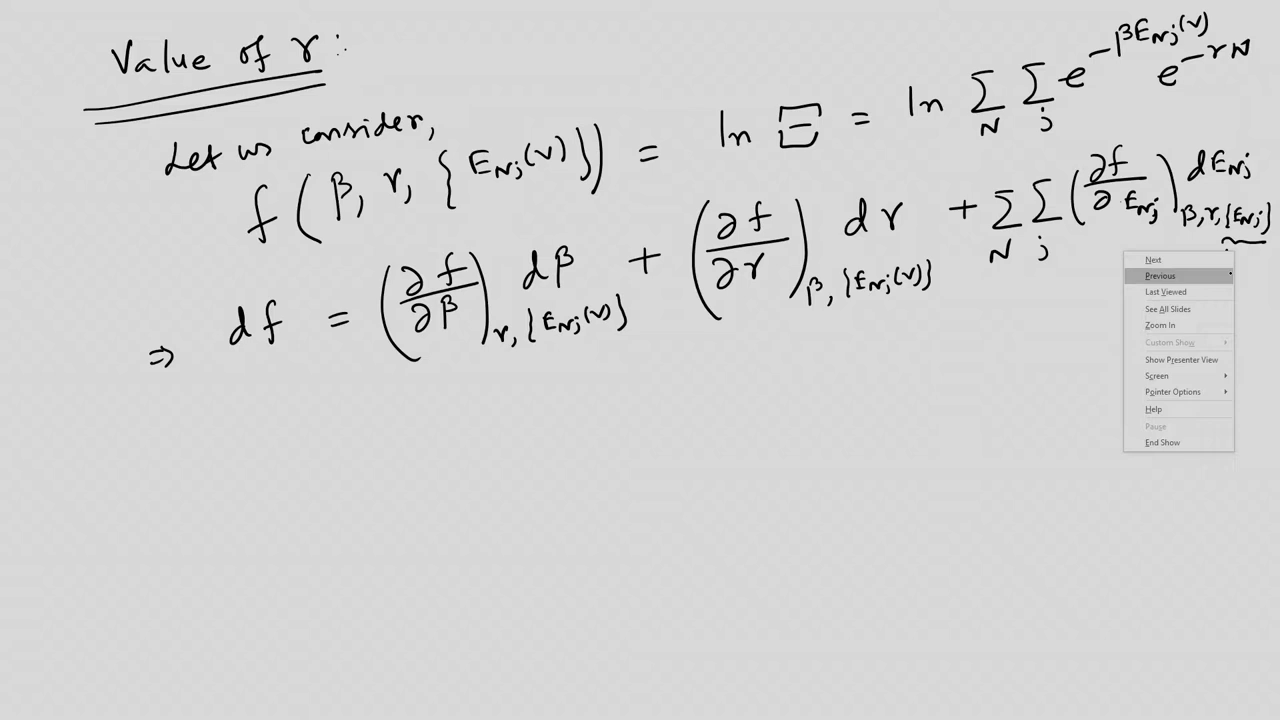 Value of γ :
Let us consider,
f(β, γ, {E_Nj(V)}) = ln Ξ = ln Σ_N Σ_j e^{-βE_Nj(V)} e^{-γN}
⇒ df = (∂f/∂β)_{γ, {E_Nj(V)}} dβ + (∂f/∂γ)_{β, {E_Nj(V)}} dγ + Σ_N Σ_j (∂f/∂E_Nj)_{β, γ, {E_Nj}} dE_Nj
Next
Previous
Last Viewed
See All Slides
Zoom In
Custom Show
Show Presenter View
Screen
Pointer Options
Help
Pause
End Show